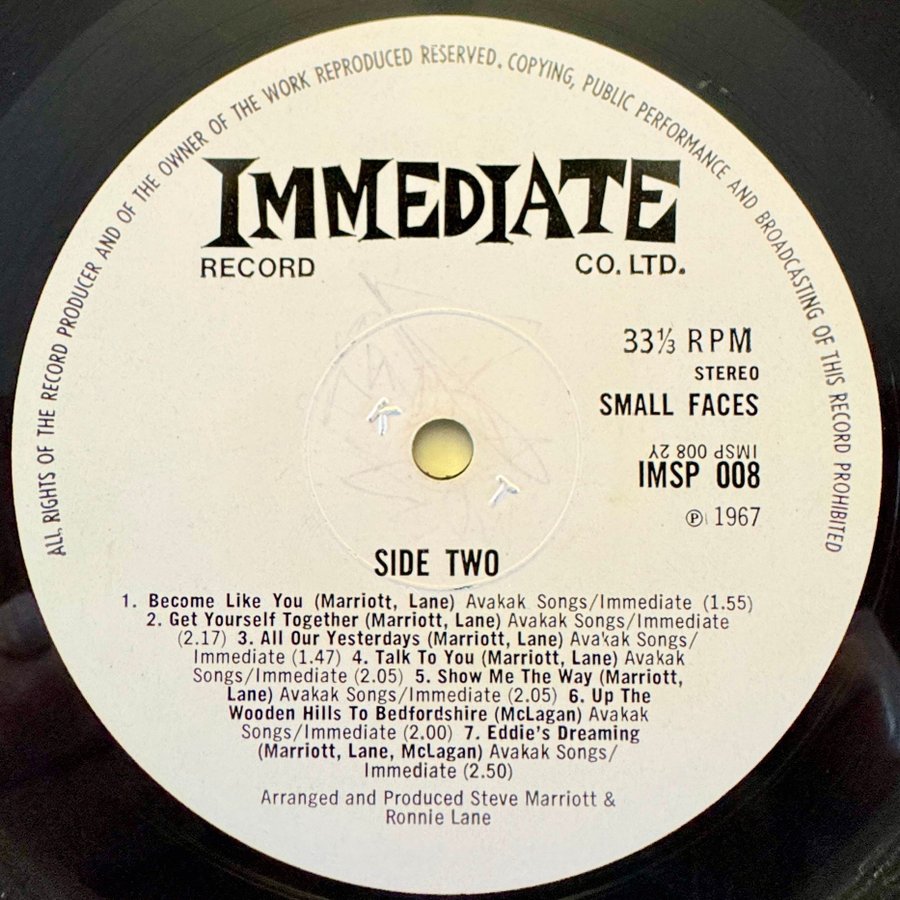 ALL RIGHTS OF THE RECORD PRODUCER AND OF THE OWNER OF THE WORK REPRODUCED RESERVED. COPYING, PUBLIC PERFORMANCE AND BROADCASTING OF THIS RECORD PROHIBITED
IMMEDIATE
RECORD CO. LTD.
33⅓ RPM
STEREO
SMALL FACES
IMSP 008 2Y
IMSP 008
℗ 1967
SIDE TWO
1. Become Like You (Marriott, Lane) Avakak Songs/Immediate (1.55)
2. Get Yourself Together (Marriott, Lane) Avakak Songs/Immediate
(2.17) 3. All Our Yesterdays (Marriott, Lane) Avakak Songs/
Immediate (1.47) 4. Talk To You (Marriott, Lane) Avakak
Songs/Immediate (2.05) 5. Show Me The Way (Marriott,
Lane) Avakak Songs/Immediate (2.05) 6. Up The
Wooden Hills To Bedfordshire (McLagan) Avakak
Songs/Immediate (2.00) 7. Eddie's Dreaming
(Marriott, Lane, McLagan) Avakak Songs/
Immediate (2.50)
Arranged and Produced Steve Marriott &
Ronnie Lane